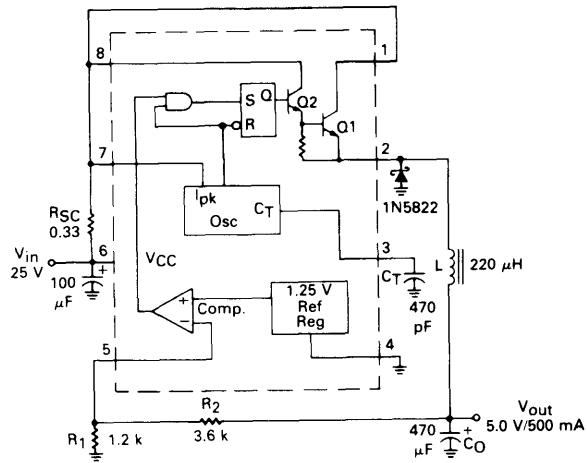 8
1
S Q
Q2
R
Q1
7
2
Ipk
CT
Osc
1N5822
RSC
0.33
Vin
25 V
6
VCC
3
L
220 µH
100
µF
+
CT
470
pF
+
Comp.
−
1.25 V
Ref
Reg
5
4
R2
3.6 k
R1
1.2 k
Vout
5.0 V/500 mA
470
µF
+
CO